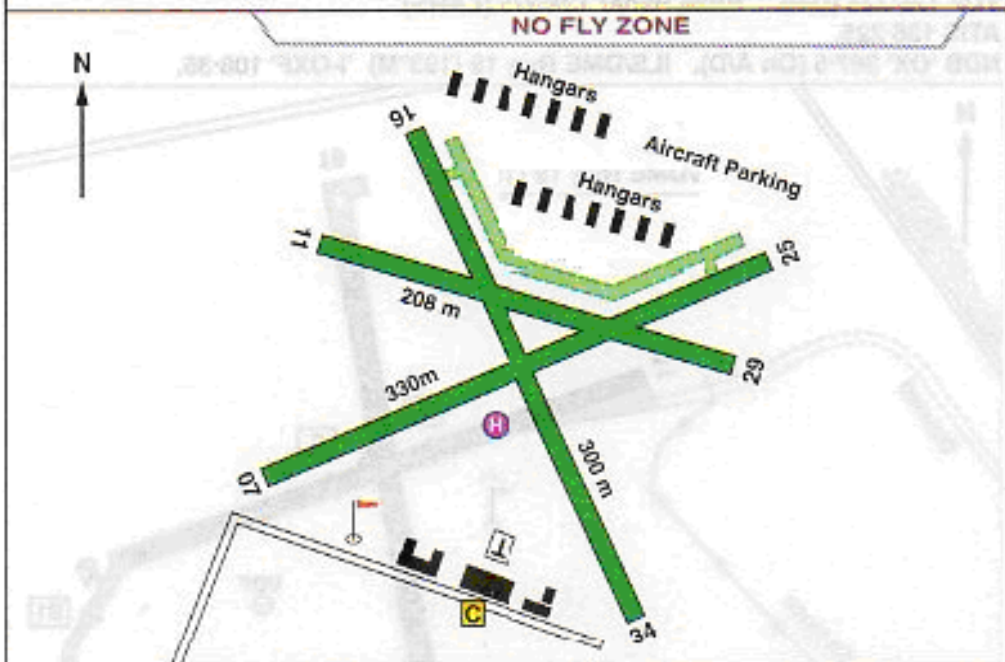 NO FLY ZONE
N
Hangars
16
Aircraft Parking
Hangars
11
25
208 m
29
330m
H
07
300 m
T
C
34